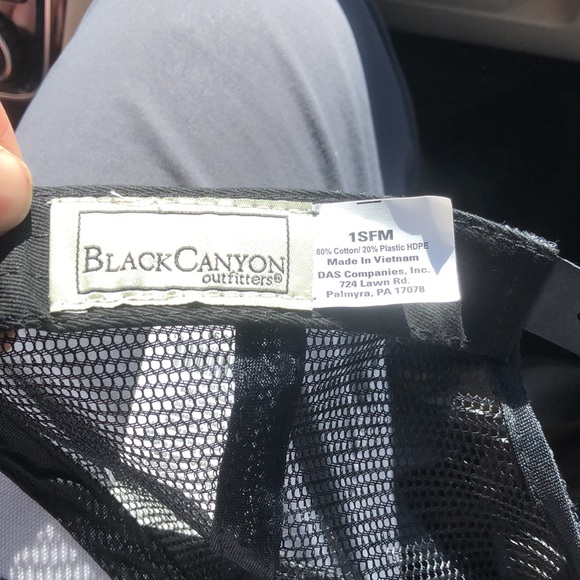 BLACKCANYON
outfitters®
1SFM
80% Cotton/ 20% Plastic HDPE
Made in Vietnam
DAS Companies, Inc.
724 Lawn Rd.
Palmyra, PA 17078